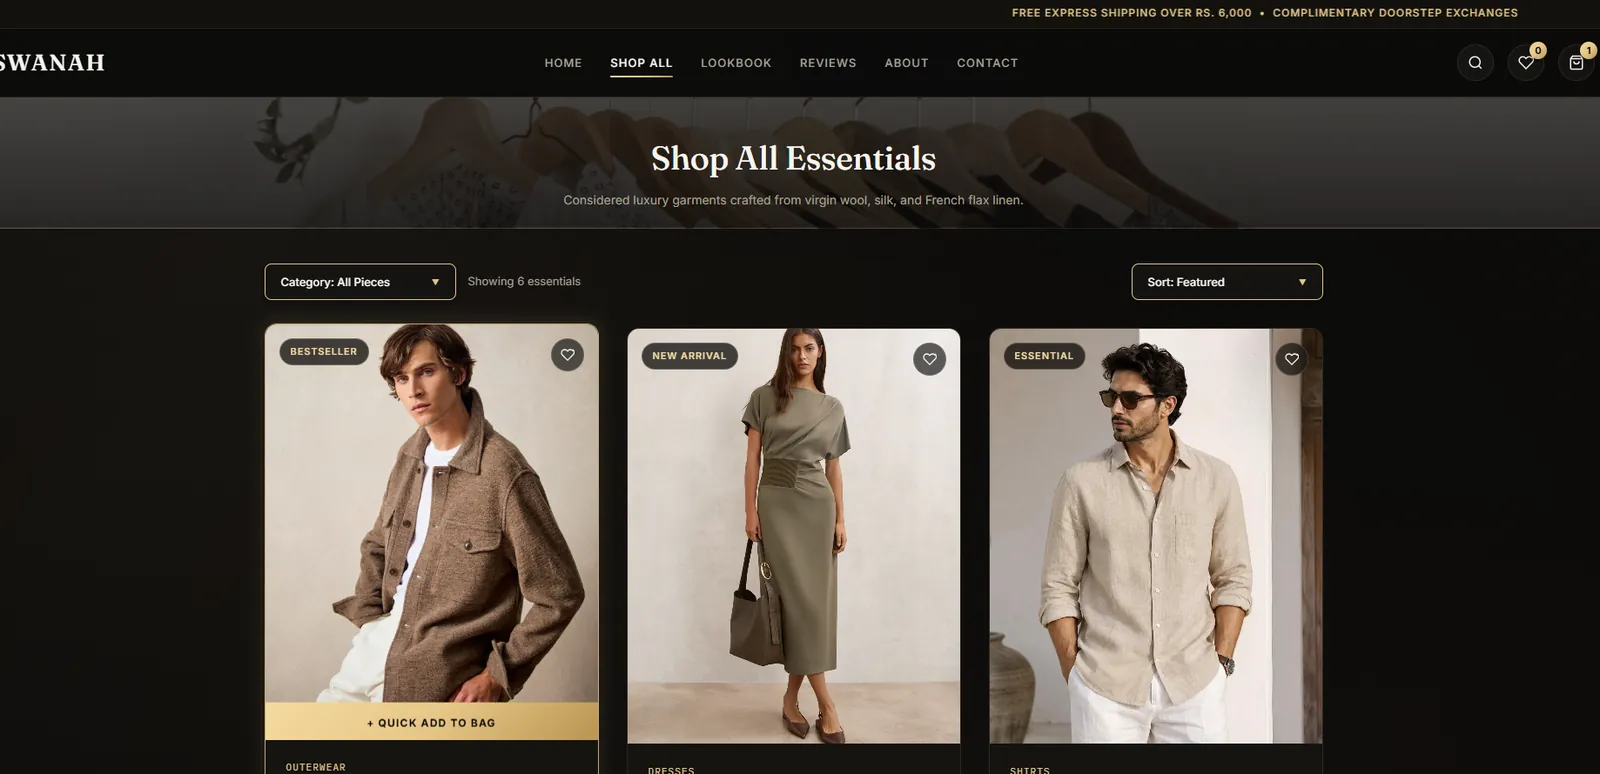 FREE EXPRESS SHIPPING OVER RS. 6,000 • COMPLIMENTARY DOORSTEP EXCHANGES
SWANAH
HOME SHOP ALL LOOKBOOK REVIEWS ABOUT CONTACT
0
1
Shop All Essentials
Considered luxury garments crafted from virgin wool, silk, and French flax linen.
Category: All Pieces ▼ Showing 6 essentials Sort: Featured ▼
BESTSELLER NEW ARRIVAL ESSENTIAL
+ QUICK ADD TO BAG
OUTERWEAR DRESSES SHIRTS